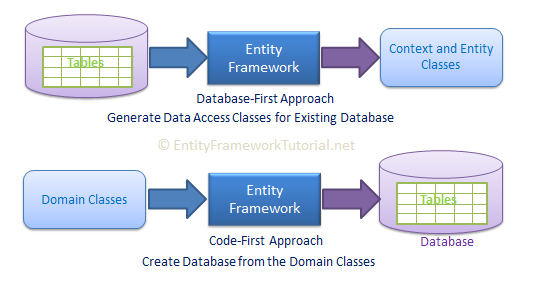 Tables
Entity
Framework
Context and Entity
Classes
Database-First Approach
Generate Data Access Classes for Existing Database
© EntityFrameworkTutorial.net
Domain Classes
Entity
Framework
Tables
Database
Code-First Approach
Create Database from the Domain Classes